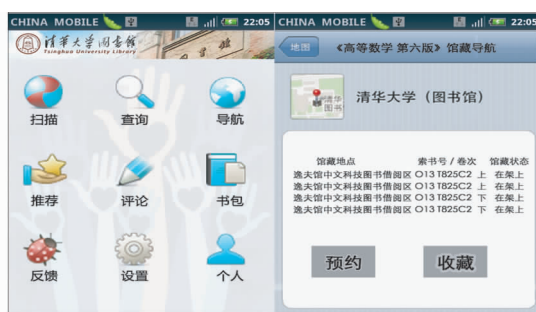 CHINA MOBILE 22:05
清华大学图书馆
Tsinghua University Library
扫描 查询 导航
推荐 评论 书包
反馈 设置 个人
CHINA MOBILE 22:05
地图 《高等数学 第六版》馆藏导航
清华大学（图书馆）
馆藏地点 索书号 / 卷次 馆藏状态
逸夫馆中文科技图书借阅区 O13 T825C2 上 在架上
逸夫馆中文科技图书借阅区 O13 T825C2 上 在架上
逸夫馆中文科技图书借阅区 O13 T825C2 下 在架上
逸夫馆中文科技图书借阅区 O13 T825C2 下 在架上
预约 收藏